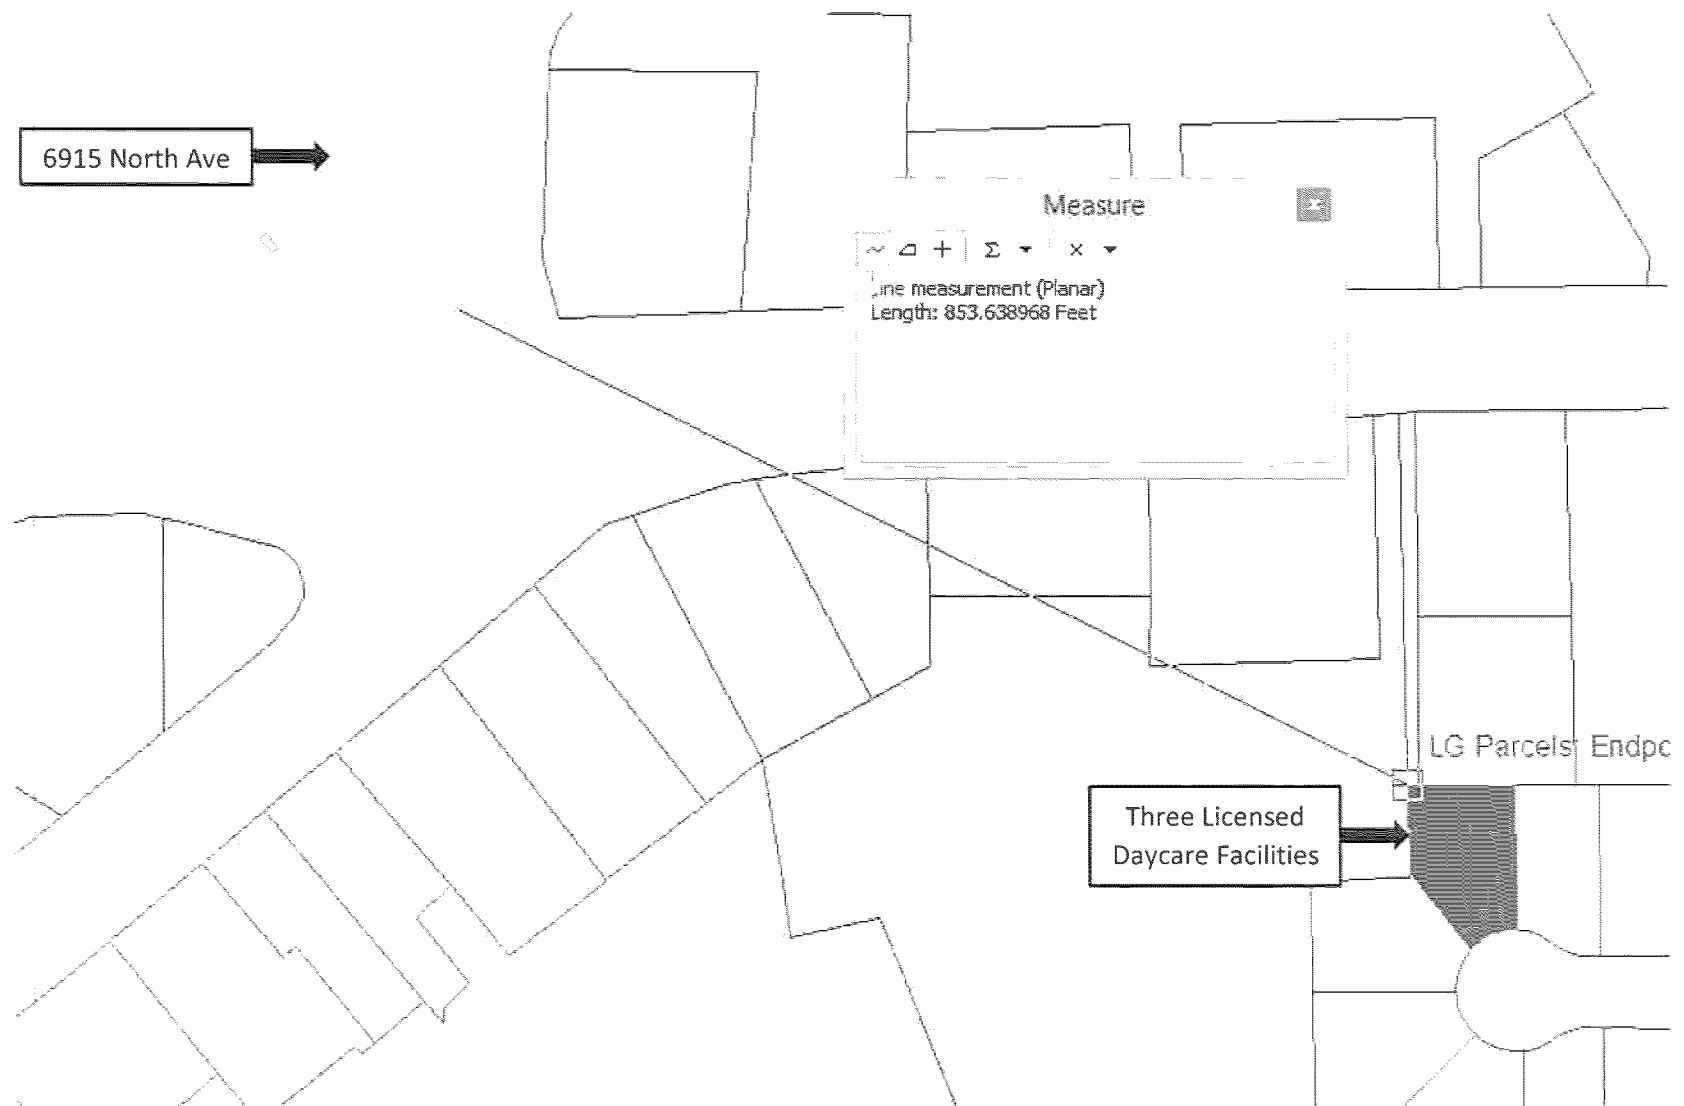 6915 North Ave
Measure
Line measurement (Planar)
Length: 853.638968 Feet
LG Parcels: Endpo
Three Licensed
Daycare Facilities